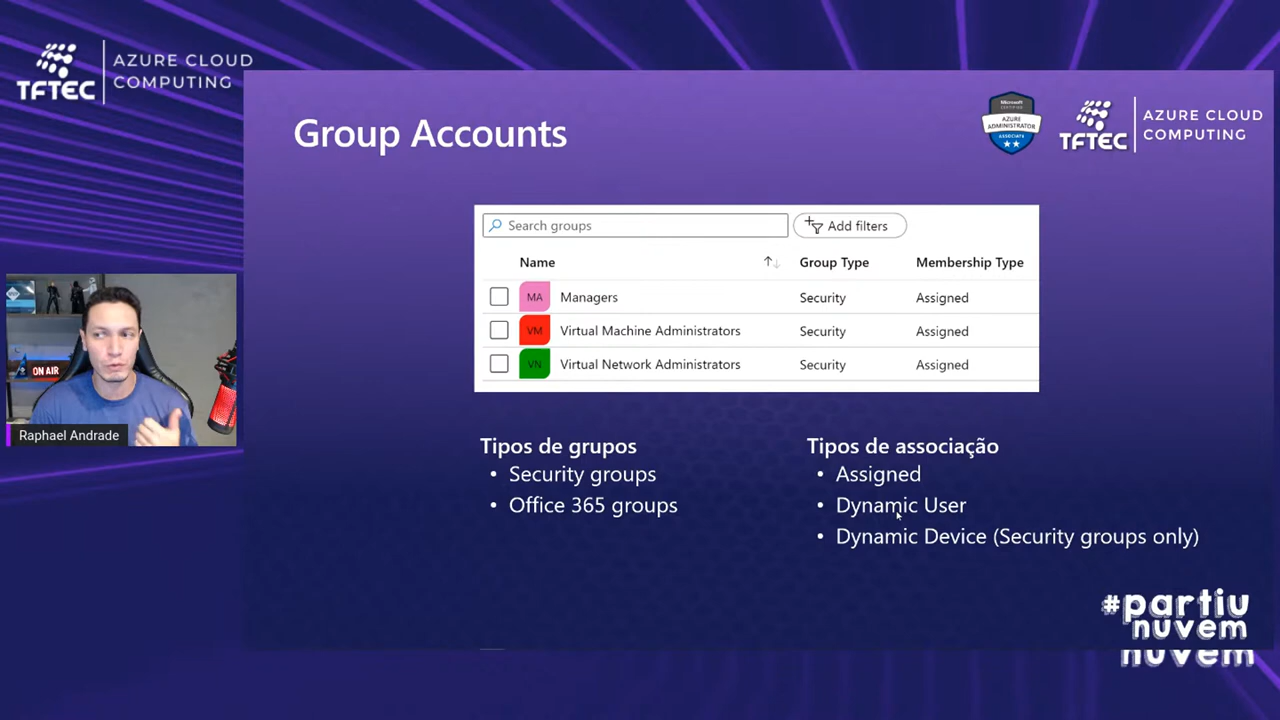 TFTEC
AZURE CLOUD
COMPUTING
Group Accounts
Microsoft
CERTIFIED
AZURE
ADMINISTRATOR
ASSOCIATE
TFTEC
AZURE CLOUD
COMPUTING
Search groups
Add filters
Name
Group Type
Membership Type
MA
Managers
Security
Assigned
VM
Virtual Machine Administrators
Security
Assigned
VN
Virtual Network Administrators
Security
Assigned
ON AIR
Raphael Andrade
Tipos de grupos
• Security groups
• Office 365 groups
Tipos de associação
• Assigned
• Dynamic User
• Dynamic Device (Security groups only)
#partiu
nuvem
nuvem